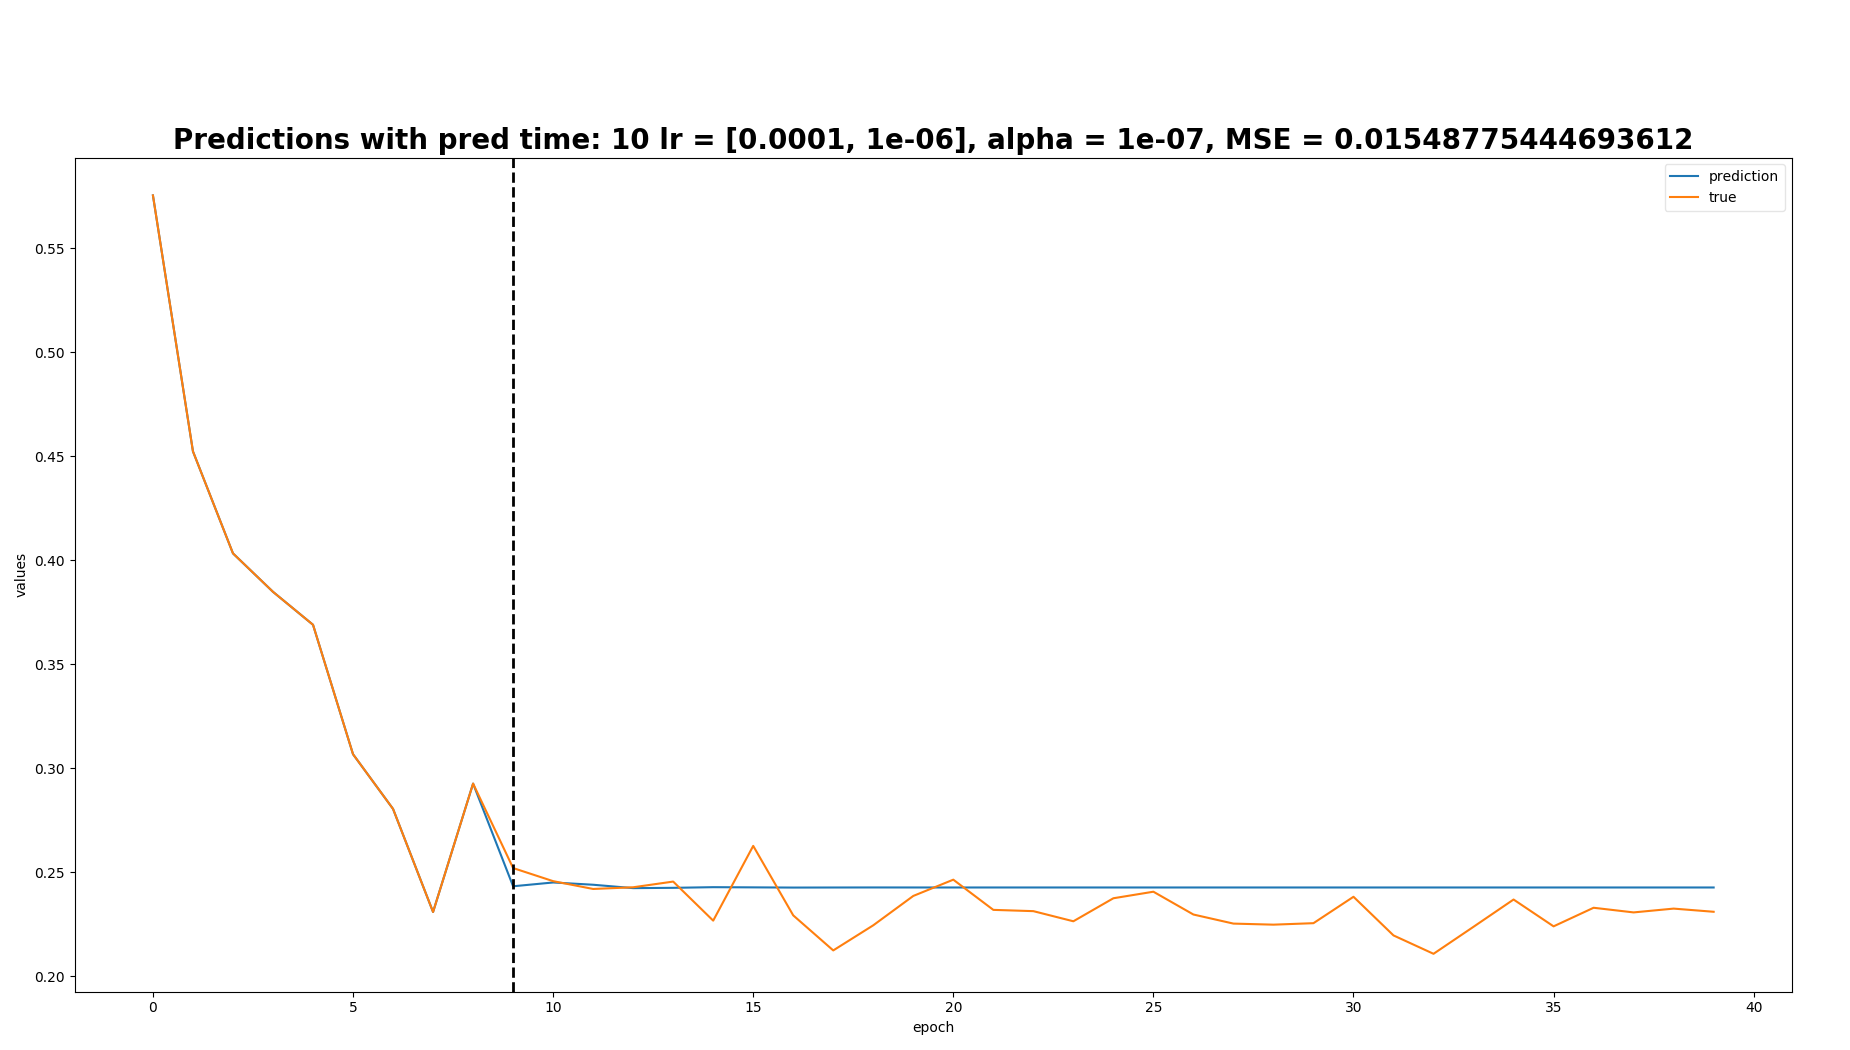 Predictions with pred time: 10 lr = [0.0001, 1e-06], alpha = 1e-07, MSE = 0.01548775444693612
prediction
true
0.55
0.50
0.45
0.40
0.35
0.30
0.25
0.20
values
0 5 10 15 20 25 30 35 40
epoch